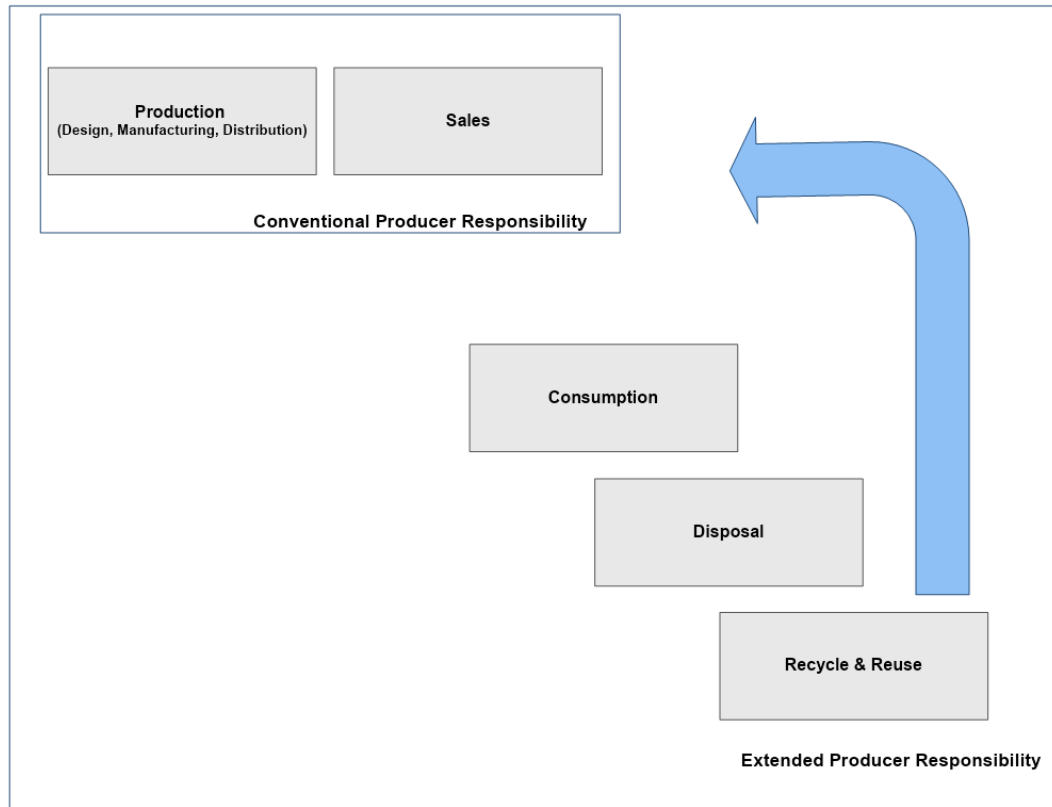 Production
(Design, Manufacturing, Distribution)
Sales
Conventional Producer Responsibility
Consumption
Disposal
Recycle & Reuse
Extended Producer Responsibility